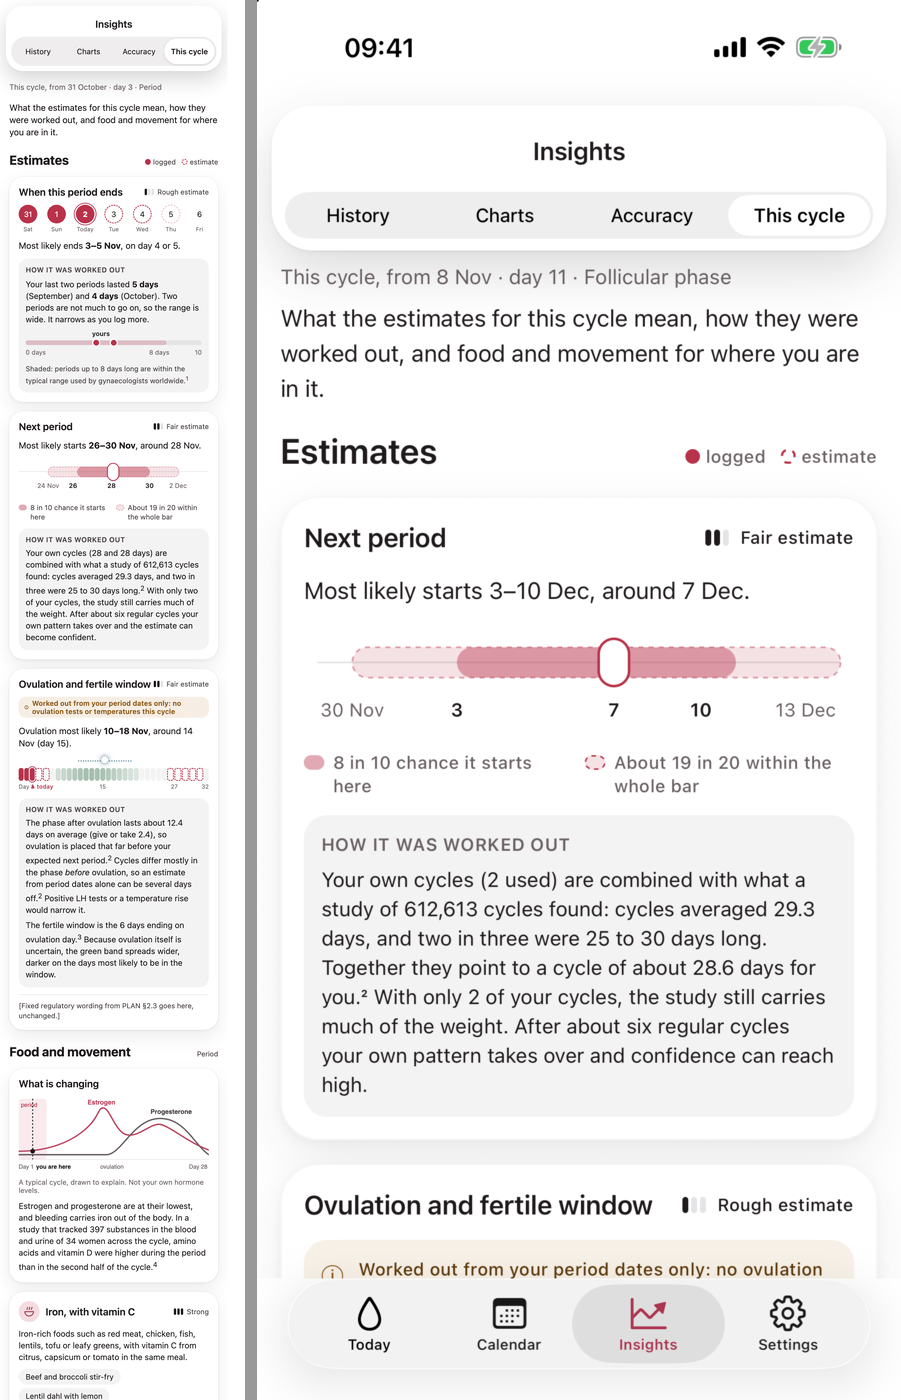 Insights
History Charts Accuracy This cycle
This cycle, from 31 October · day 3 · Period
What the estimates for this cycle mean, how they
were worked out, and food and movement for where
you are in it.
Estimates
logged estimate
When this period ends
Rough estimate
31 1 2 3 4 5 6
Sat Sun Today Tue Wed Thu Fri
Most likely ends 3–5 Nov, on day 4 or 5.
HOW IT WAS WORKED OUT
Your last two periods lasted 5 days
(September) and 4 days (October). Two
periods are not much to go on, so the range is
wide. It narrows as you log more.
yours
0 days 8 days 10
Shaded: periods up to 8 days long are within the
typical range used by gynaecologists worldwide.1
Next period
Fair estimate
Most likely starts 26–30 Nov, around 28 Nov.
24 Nov 26 28 30 2 Dec
8 in 10 chance it starts
here
About 19 in 20 within
the whole bar
HOW IT WAS WORKED OUT
Your own cycles (28 and 28 days) are
combined with what a study of 612,613 cycles
found: cycles averaged 29.3 days, and two in
three were 25 to 30 days long.2 With only two
of your cycles, the study still carries much of
the weight. After about six regular cycles your
own pattern takes over and the estimate can
become confident.
Ovulation and fertile window
Fair estimate
Worked out from your period dates only: no
ovulation tests or temperatures this cycle
Ovulation most likely 10–18 Nov, around 14
Nov (day 15).
Day today 15 27 32
HOW IT WAS WORKED OUT
The phase after ovulation lasts about 12.4
days on average (give or take 2.4), so
ovulation is placed that far before your
expected next period.2 Cycles differ mostly in
the phase before ovulation, so an estimate
from period dates alone can be several days
off.2 Positive LH tests or a temperature rise
would narrow it.
The fertile window is the 6 days ending on
ovulation day.3 Because ovulation itself is
uncertain, the green band spreads wider,
darker on the days most likely to be in the
window.
[Fixed regulatory wording from PLAN §2.3 goes here,
unchanged.]
Food and movement
Period
What is changing
period
Estrogen
Progesterone
Day 1 you are here ovulation Day 28
A typical cycle, drawn to explain. Not your own hormone
levels.
Estrogen and progesterone are at their lowest,
and bleeding carries iron out of the body. In a
study that tracked 397 substances in the blood
and urine of 34 women across the cycle, amino
acids and vitamin D were higher during the period
than in the second half of the cycle.4
Iron, with vitamin C
Strong
Iron-rich foods such as red meat, chicken, fish,
lentils, tofu or leafy greens, with vitamin C from
citrus, capsicum or tomato in the same meal.
Beef and broccoli stir-fry
Lentil dahl with lemon
09:41
Insights
History Charts Accuracy This cycle
This cycle, from 8 Nov · day 11 · Follicular phase
What the estimates for this cycle mean, how they were
worked out, and food and movement for where you are
in it.
Estimates
logged estimate
Next period
Fair estimate
Most likely starts 3–10 Dec, around 7 Dec.
30 Nov 3 7 10 13 Dec
8 in 10 chance it starts
here
About 19 in 20 within the
whole bar
HOW IT WAS WORKED OUT
Your own cycles (2 used) are combined with what a
study of 612,613 cycles found: cycles averaged 29.3
days, and two in three were 25 to 30 days long.
Together they point to a cycle of about 28.6 days for
you.² With only 2 of your cycles, the study still carries
much of the weight. After about six regular cycles
your own pattern takes over and confidence can reach
high.
Ovulation and fertile window
Rough estimate
Worked out from your period dates only: no ovulation
Today Calendar Insights Settings